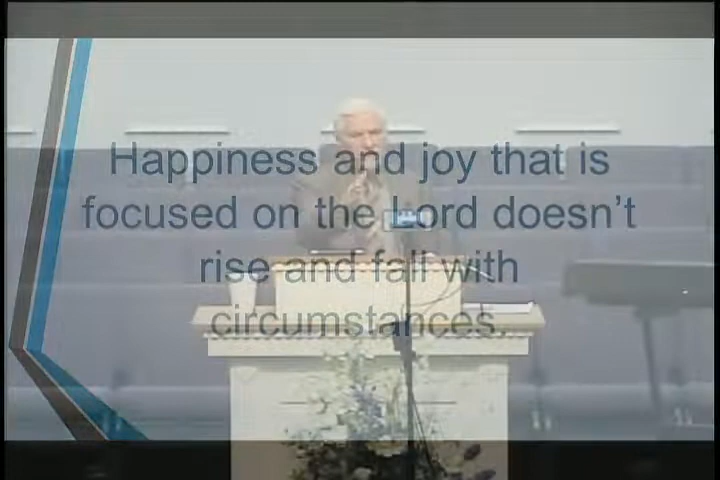 Happiness and joy that is
focused on the Lord doesn't
rise and fall with
circumstances.